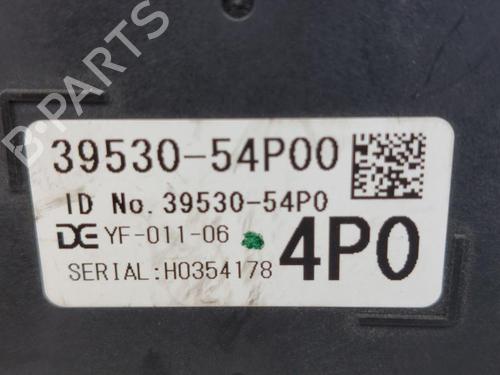 39530-54P00
ID No. 39530-54P0
DE YF-011-06
4P0
SERIAL:H0354178
B-PARTS